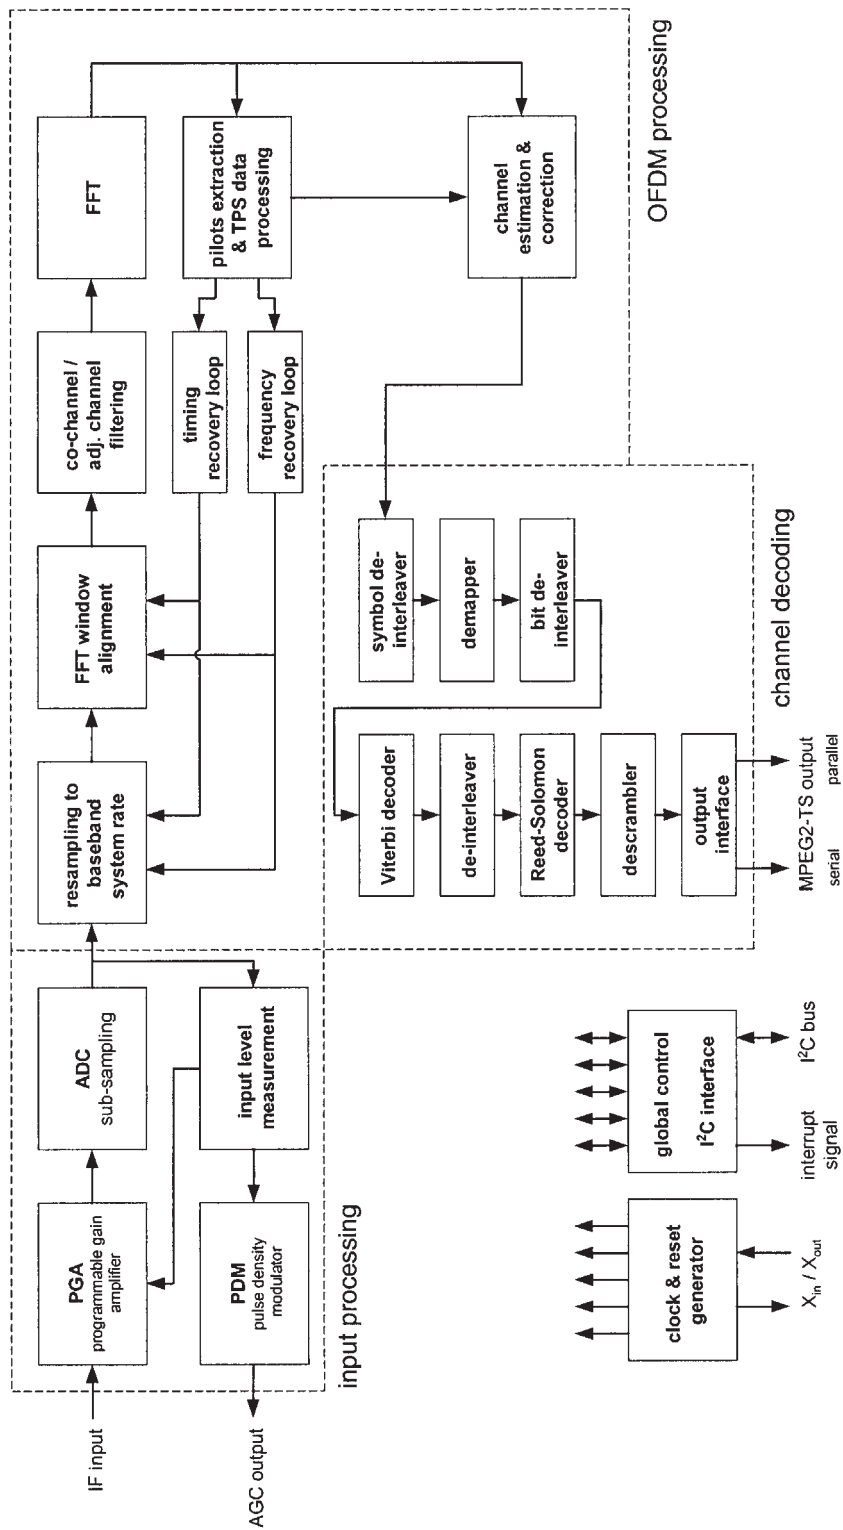 IF input
PGA
programmable gain
amplifier
ADC
sub-sampling
resampling to
baseband
system rate
FFT window
alignment
co-channel /
adj. channel
filtering
FFT
AGC output
PDM
pulse density
modulator
input level
measurement
timing
recovery loop
frequency
recovery loop
pilots extraction
& TPS data
processing
channel
estimation &
correction
input processing
OFDM processing
symbol de-
interleaver
demapper
bit de-
interleaver
Viterbi decoder
de-interleaver
Reed-Solomon
decoder
descrambler
output
interface
channel decoding
MPEG2-TS output
serial
parallel
clock & reset
generator
Xin / Xout
global control
I²C interface
interrupt
signal
I²C bus